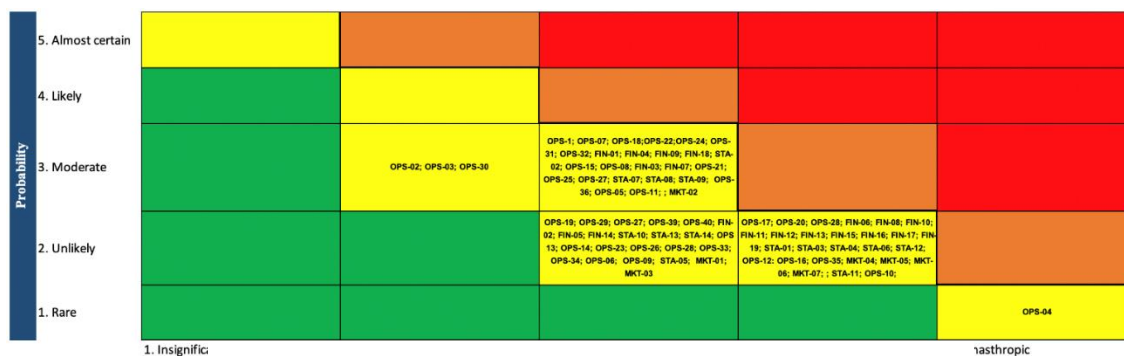 Probability
5. Almost certain
4. Likely
3. Moderate
OPS-02; OPS-03; OPS-30
OPS-1; OPS-07; OPS-18;OPS-22;OPS-24; OPS-
31; OPS-32; FIN-01; FIN-04; FIN-09; FIN-18; STA-
02; OPS-15; OPS-08; FIN-03; FIN-07; OPS-21;
OPS-25; OPS-27; STA-07; STA-08; STA-09; OPS-
36; OPS-05; OPS-11; ; MKT-02
2. Unlikely
OPS-19; OPS-29; OPS-27; OPS-39; OPS-40; FIN-
02; FIN-05; FIN-14; STA-10; STA-13; STA-14; OPS
13; OPS-14; OPS-23; OPS-26; OPS-28; OPS-33;
OPS-34; OPS-06; OPS-09; STA-05; MKT-01;
MKT-03
OPS-17; OPS-20; OPS-28; FIN-06; FIN-08; FIN-10;
FIN-11; FIN-12; FIN-13; FIN-15; FIN-16; FIN-17; FIN-
19; STA-01; STA-03; STA-04; STA-06; STA-12;
OPS-12; OPS-16; OPS-35; MKT-04; MKT-05; MKT-
06; MKT-07; ; STA-11; OPS-10;
1. Rare
OPS-04
1. Insignifica
nasthropic